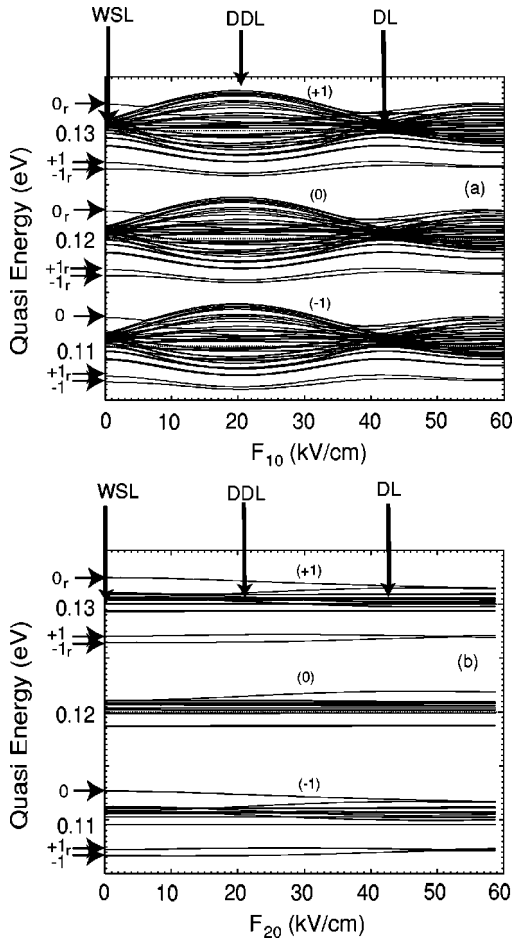 WSL DDL DL
0r
(+1)
0.13
+1
-1r
0r
(0)
(a)
0.12
+1r
-1r
0
(-1)
0.11
+1r
-1
Quasi Energy (eV)
0 10 20 30 40 50 60
F10 (kV/cm)
WSL DDL DL
0r
(+1)
0.13
+1
-1r
(b)
(0)
0.12
0
(-1)
0.11
+1r
-1
Quasi Energy (eV)
0 10 20 30 40 50 60
F20 (kV/cm)